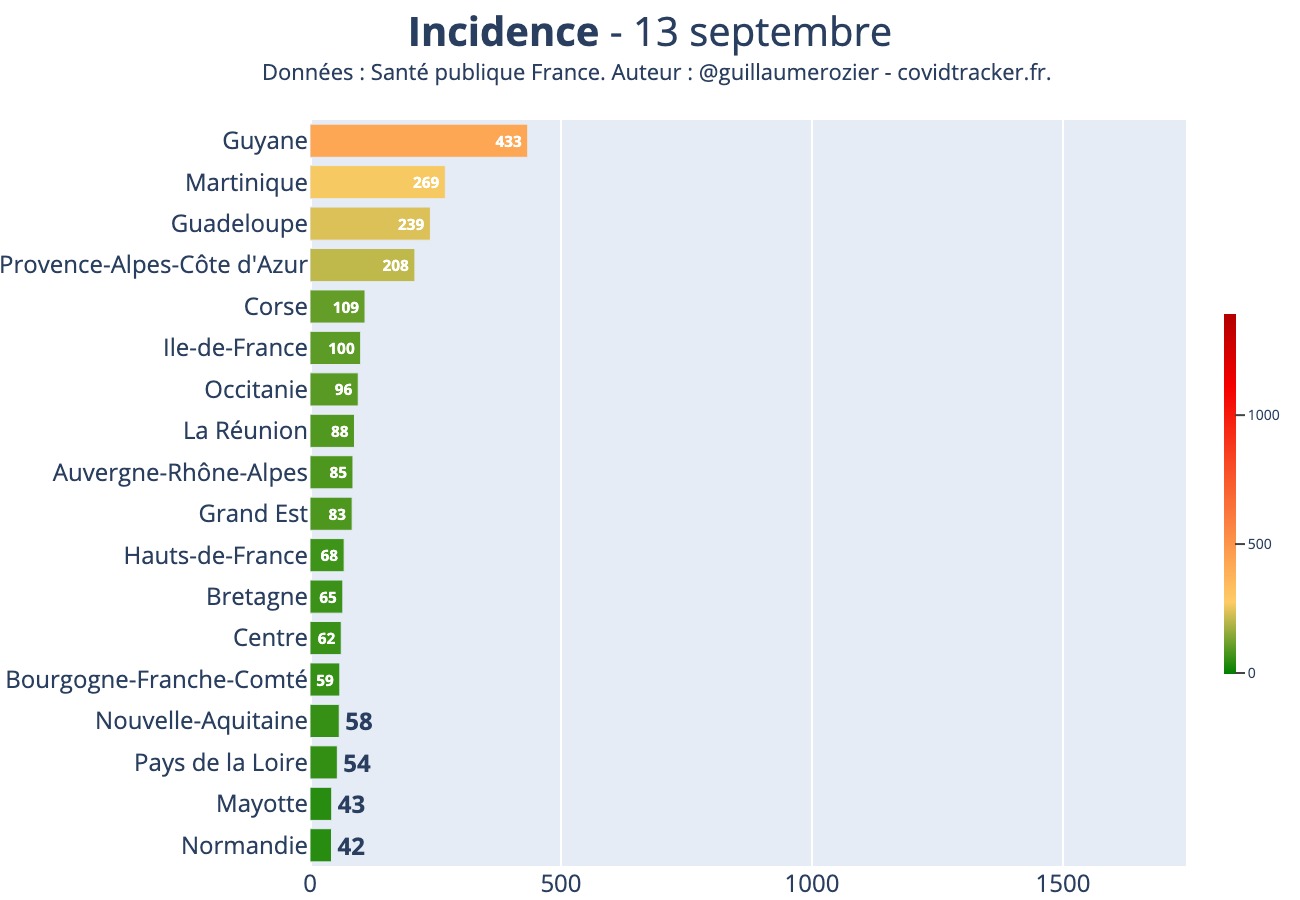 Incidence - 13 septembre
Données : Santé publique France. Auteur : @guillaumerozier - covidtracker.fr.
Guyane 433
Martinique 269
Guadeloupe 239
Provence-Alpes-Côte d'Azur 208
Corse 109
Ile-de-France 100
Occitanie 96
La Réunion 88
Auvergne-Rhône-Alpes 85
Grand Est 83
Hauts-de-France 68
Bretagne 65
Centre 62
Bourgogne-Franche-Comté 59
Nouvelle-Aquitaine 58
Pays de la Loire 54
Mayotte 43
Normandie 42
0 500 1000 1500
1000
500
0